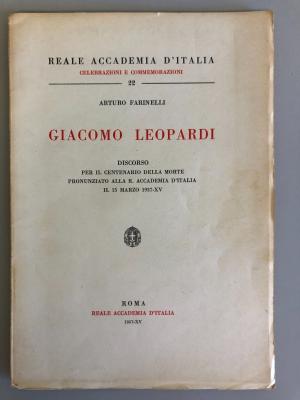 REALE ACCADEMIA D'ITALIA
CELEBRAZIONI E COMMEMORAZIONI
22
ARTURO FARINELLI
GIACOMO LEOPARDI
DISCORSO
PER IL CENTENARIO DELLA MORTE
PRONUNZIATO ALLA R. ACCADEMIA D'ITALIA
IL 15 MARZO 1937-XV
ROMA
REALE ACCADEMIA D'ITALIA
1937-XV